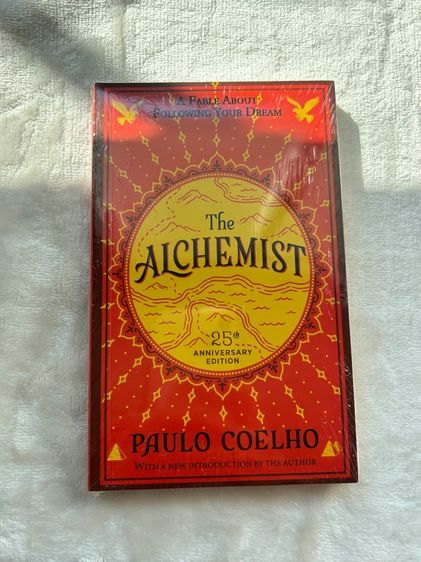 A Fable About
Following Your Dream
The
ALCHEMIST
25th
ANNIVERSARY
EDITION
PAULO COELHO
With a new introduction by the author